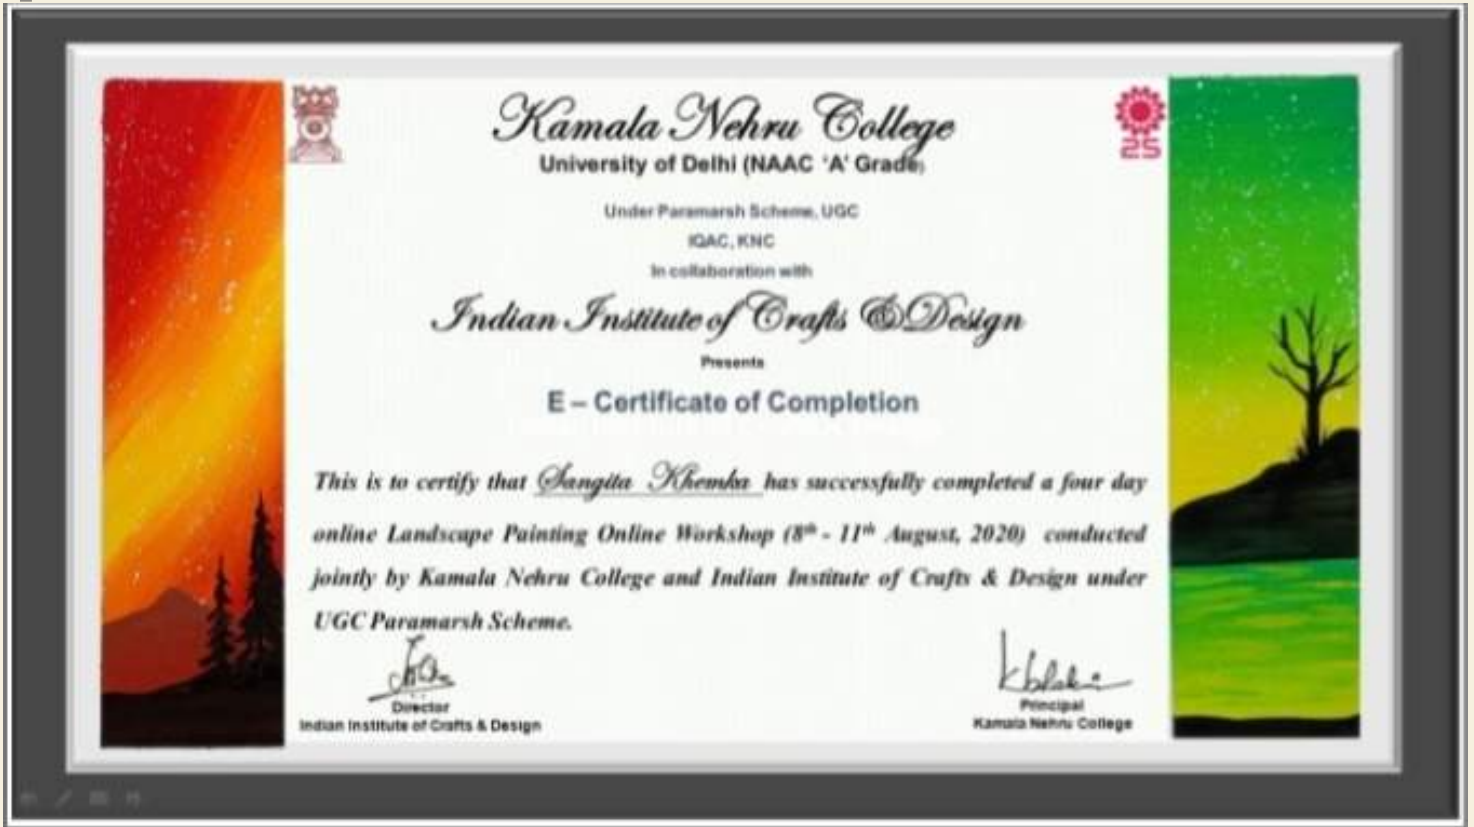 Kamala Nehru College
University of Delhi (NAAC 'A' Grade)
25
Under Paramarsh Scheme, UGC
IQAC, KNC
In collaboration with
Indian Institute of Crafts & Design
Presents
E – Certificate of Completion
This is to certify that Sangita Khemka has successfully completed a four day
online Landscape Painting Online Workshop (8th - 11th August, 2020) conducted
jointly by Kamala Nehru College and Indian Institute of Crafts & Design under
UGC Paramarsh Scheme.
Director
Indian Institute of Crafts & Design
Principal
Kamala Nehru College